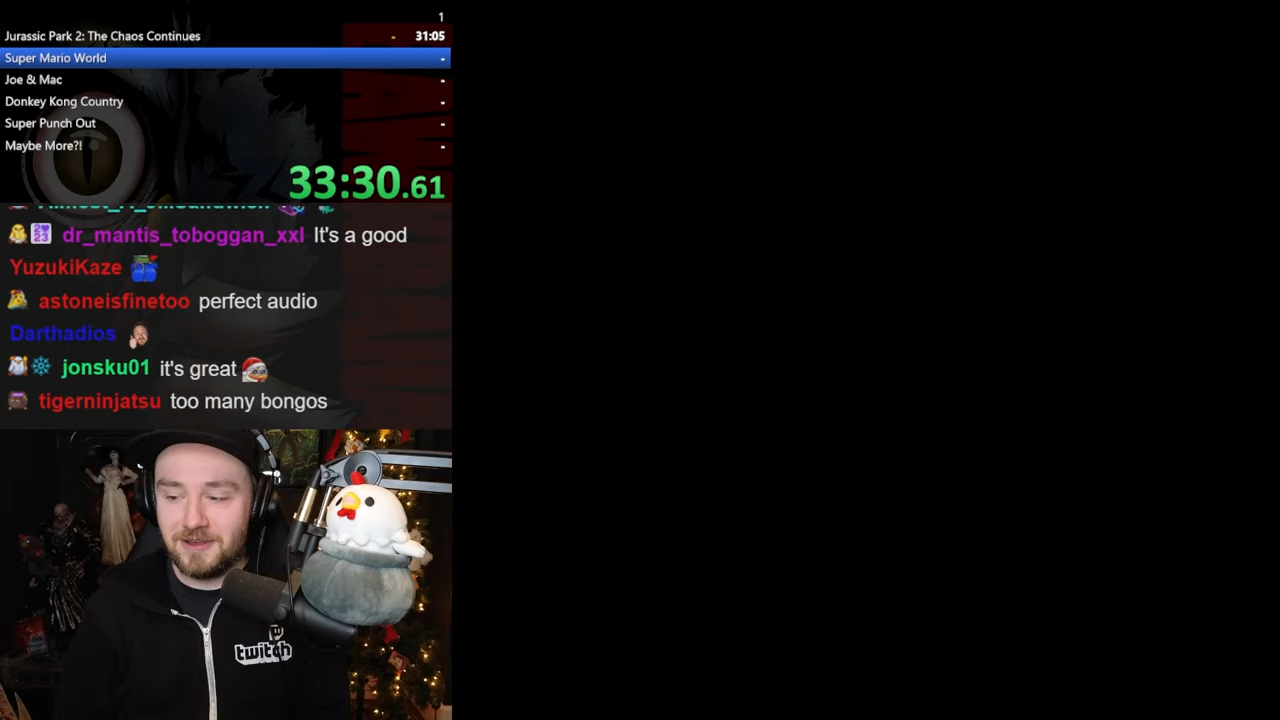 1
Jurassic Park 2: The Chaos Continues - 31:05
Super Mario World -
Joe & Mac -
Donkey Kong Country -
Super Punch Out -
Maybe More?! -
33:30.61
dr_mantis_toboggan_xxl It's a good
YuzukiKaze
astoneisfinetoo perfect audio
Darthadios
jonsku01 it's great
tigerninjatsu too many bongos
twitch